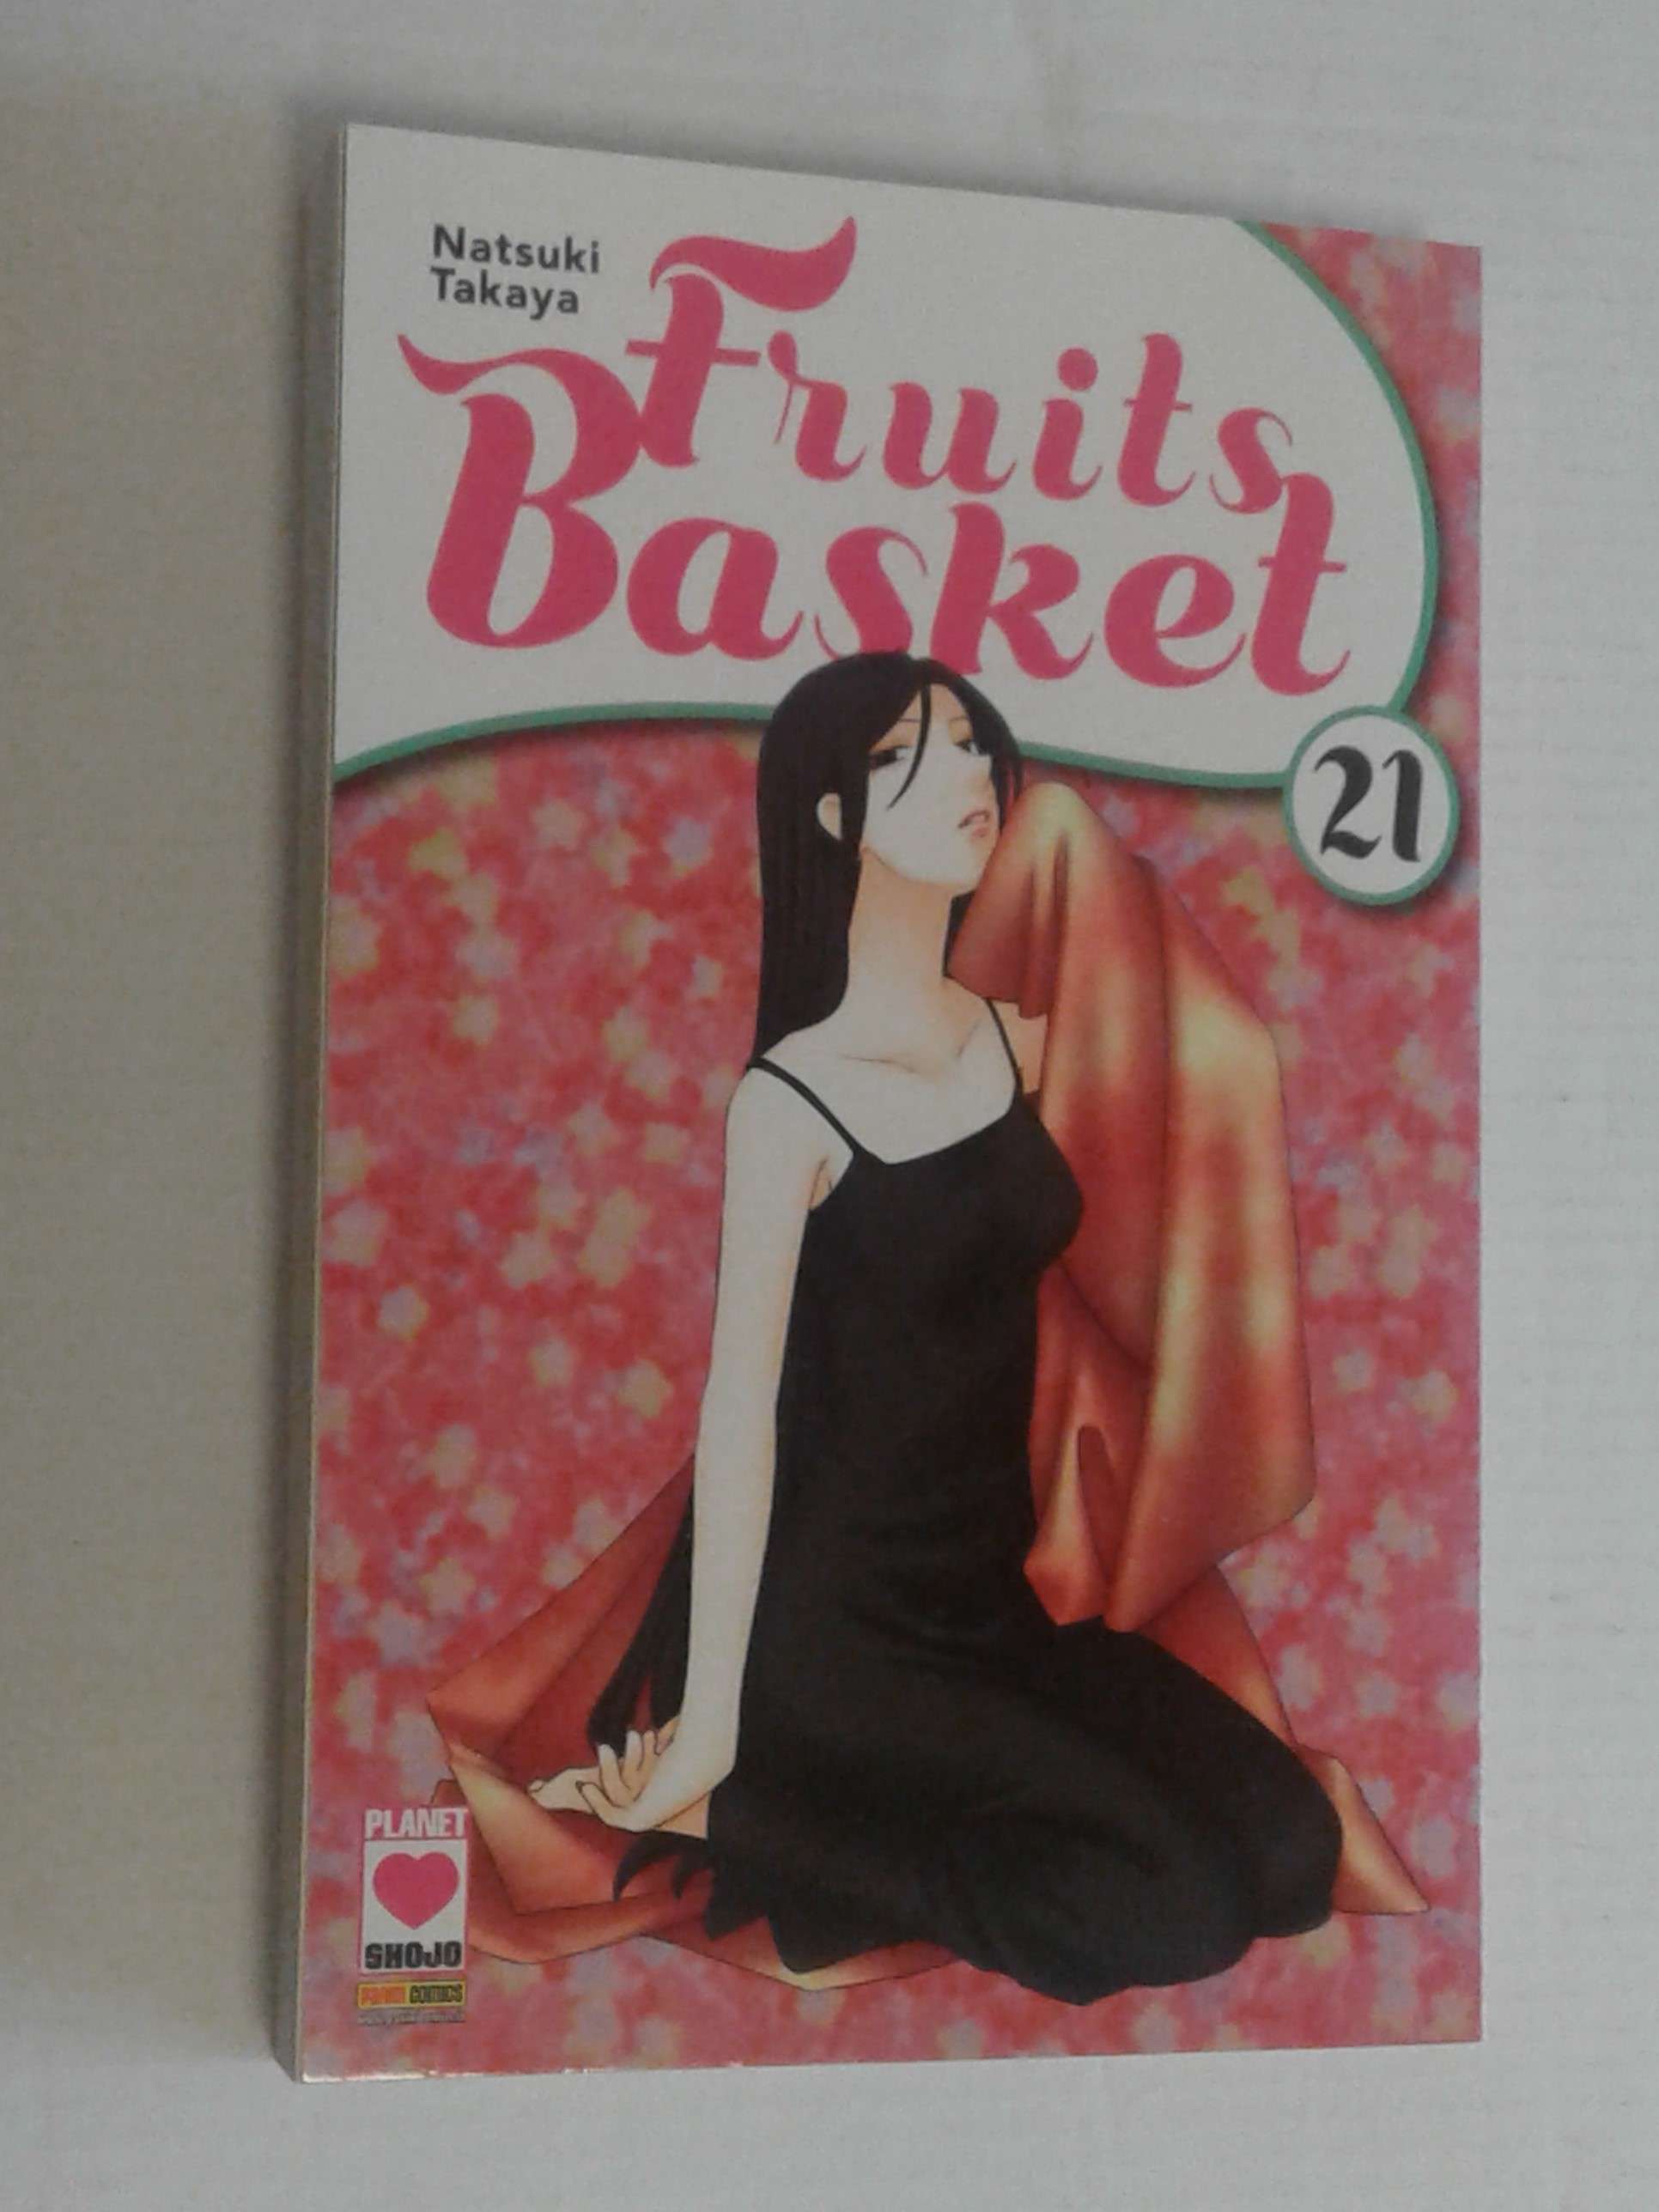 Natsuki
Takaya
Fruits
Basket
21
PLANET
SHOJO
PANINI COMICS